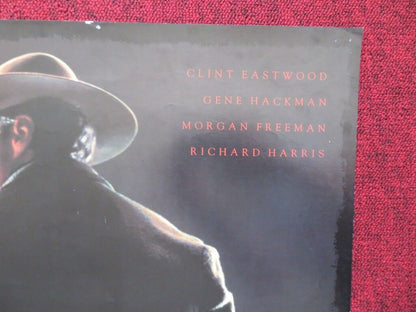 CLINT EASTWOOD
GENE HACKMAN
MORGAN FREEMAN
RICHARD HARRIS